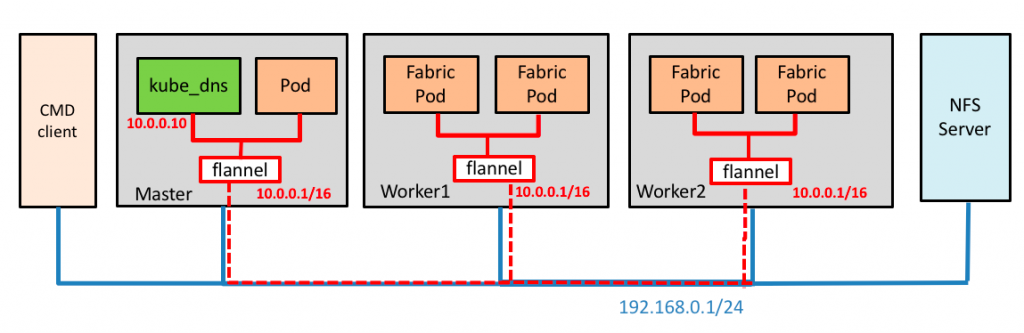 CMD
client
kube_dns
Pod
10.0.0.10
flannel
Master
10.0.0.1/16
Fabric
Pod
Fabric
Pod
flannel
Worker1
10.0.0.1/16
Fabric
Pod
Fabric
Pod
flannel
Worker2
10.0.0.1/16
NFS
Server
192.168.0.1/24